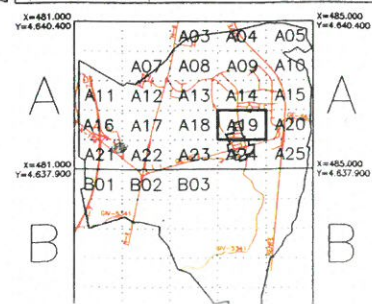 X=481.000
Y=4.640.400
X=485.000
Y=4.640.400
A03 A04 A05
A07 A08 A09 A10
A
A11 A12 A13 A14 A15
A
A16 A17 A18 A19 A20
A21 A22 A23 A24 A25
X=481.000
Y=4.637.900
X=485.000
Y=4.637.900
B01 B02 B03
B
B